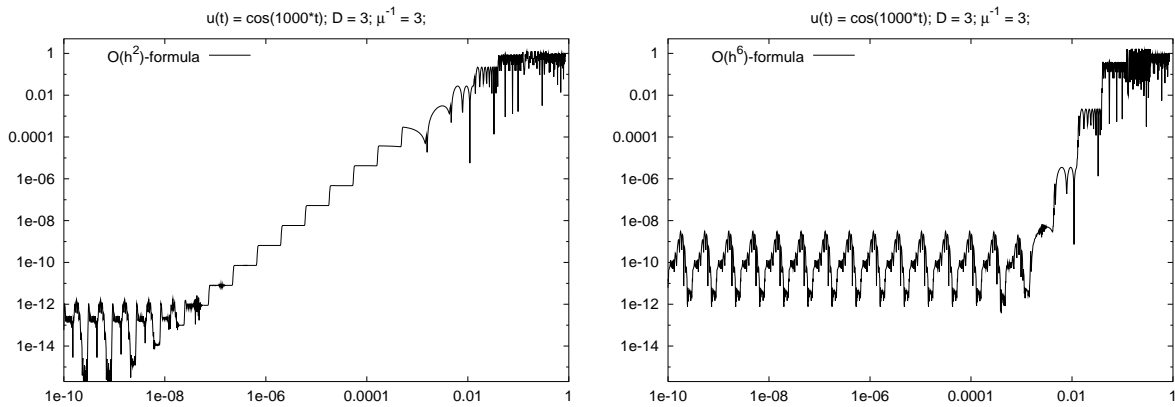 u(t) = cos(1000*t); D = 3; μ⁻¹ = 3;
1
0.01
0.0001
1e-06
1e-08
1e-10
1e-12
1e-14
O(h²)-formula
1e-10 1e-08 1e-06 0.0001 0.01 1
u(t) = cos(1000*t); D = 3; μ⁻¹ = 3;
1
0.01
0.0001
1e-06
1e-08
1e-10
1e-12
1e-14
O(h⁶)-formula
1e-10 1e-08 1e-06 0.0001 0.01 1